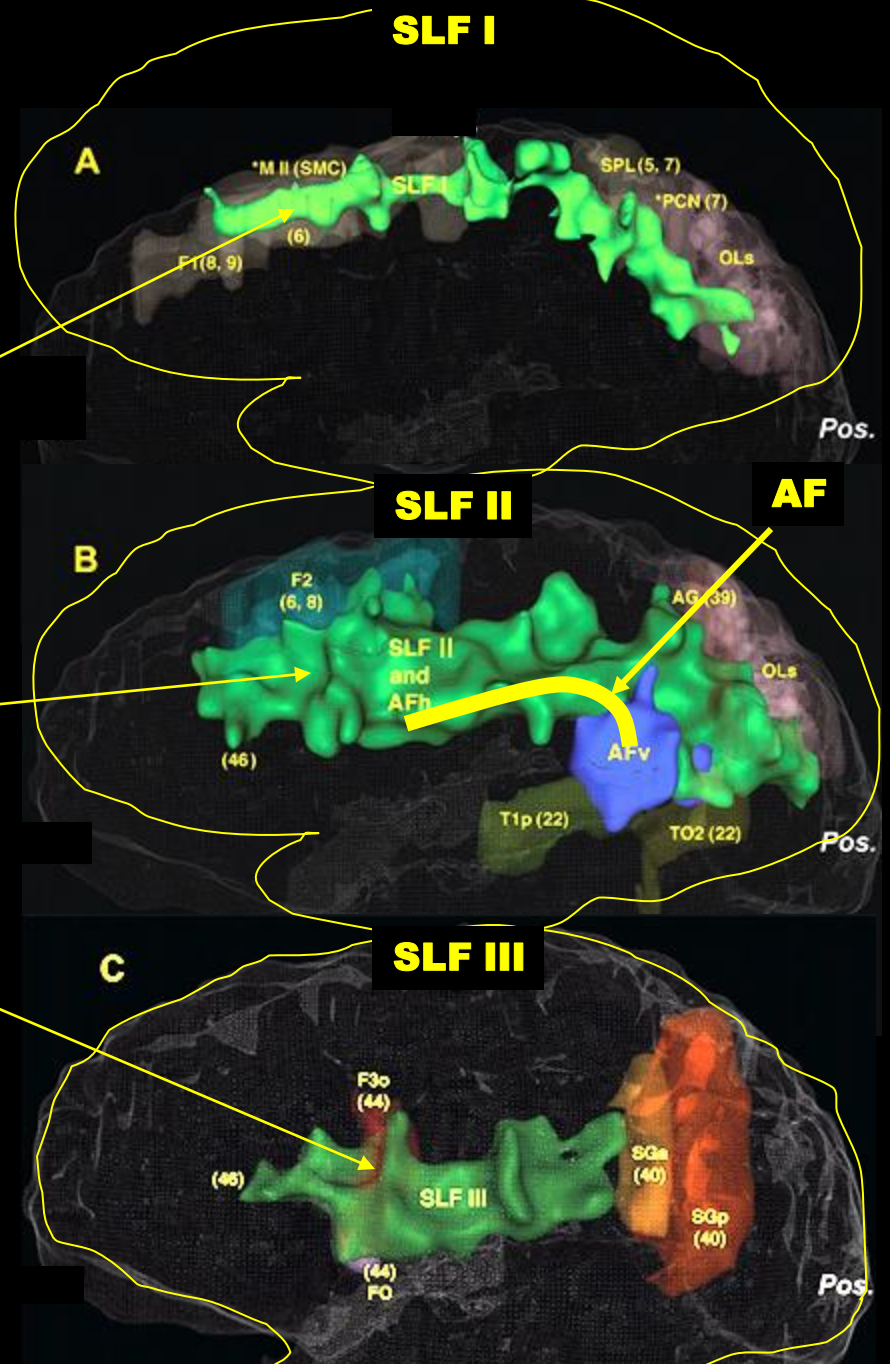 SLF I
A
*M II (SMC)
SLF I
SPL (5, 7)
*PCN (7)
(6)
F1(8, 9)
OLs
Pos.
SLF II
AF
B
F2
(6, 8)
AG (39)
SLF II
and
AFh
OLs
(46)
AFv
T1p (22)
TO2 (22)
Pos.
SLF III
C
F3o
(44)
(46)
SLF III
SGa
(40)
SGp
(40)
(44)
FO
Pos.